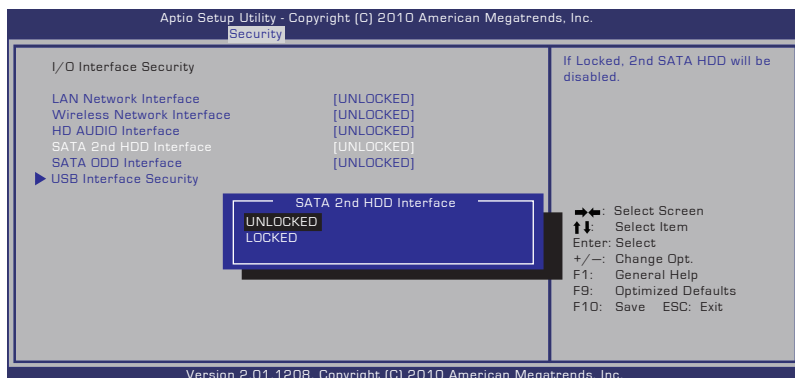 Aptio Setup Utility - Copyright (C) 2010 American Megatrends, Inc.
Security
I/O Interface Security
LAN Network Interface [UNLOCKED]
Wireless Network Interface [UNLOCKED]
HD AUDIO Interface [UNLOCKED]
SATA 2nd HDD Interface [UNLOCKED]
SATA ODD Interface [UNLOCKED]
USB Interface Security
SATA 2nd HDD Interface
UNLOCKED
LOCKED
If Locked, 2nd SATA HDD will be
disabled.
→←: Select Screen
↑↓: Select Item
Enter: Select
+/—: Change Opt.
F1: General Help
F9: Optimized Defaults
F10: Save ESC: Exit
Version 2.01.1208. Copyright (C) 2010 American Megatrends, Inc.